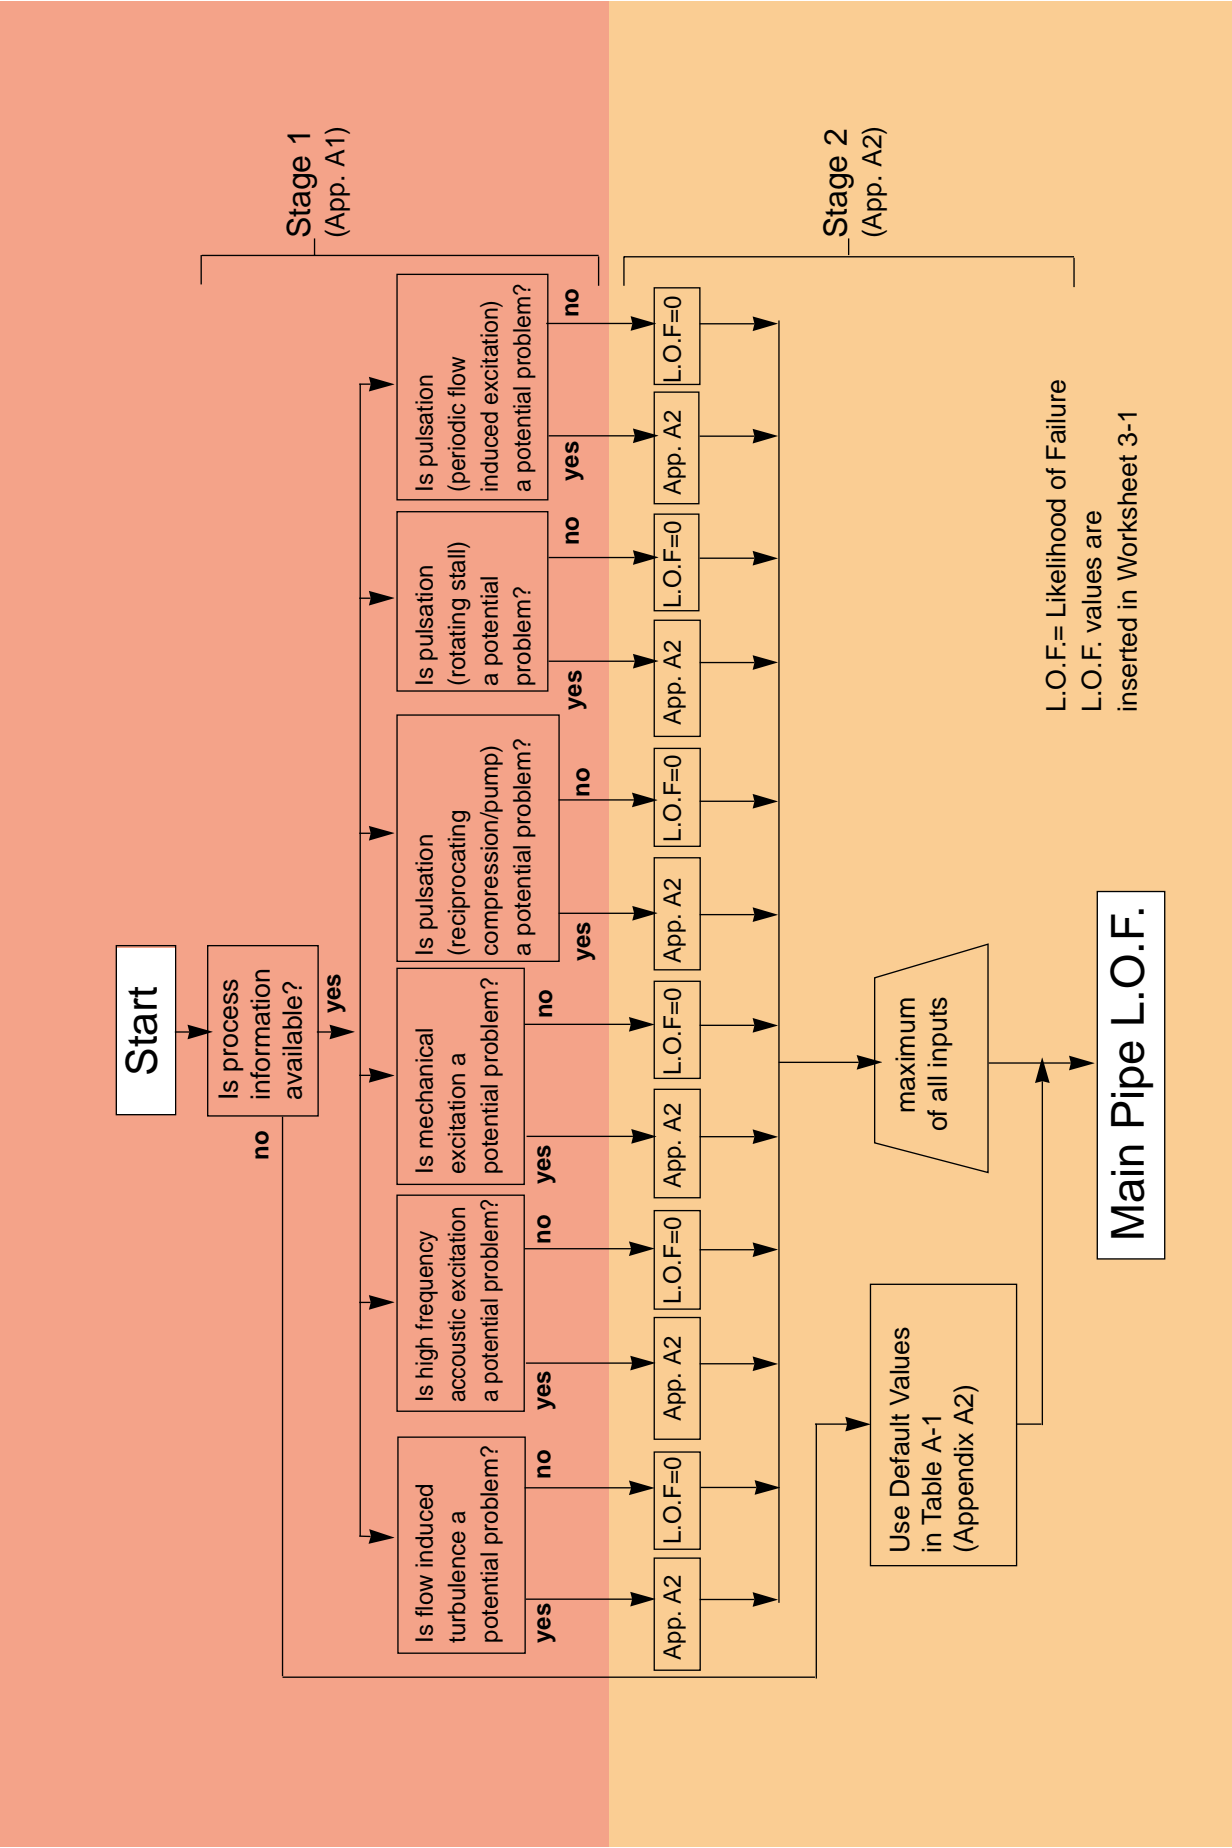 Start
Is process
information
available?
no
yes
Stage 1
(App. A1)
Is flow induced
turbulence a
potential problem?
yes
no
Is high frequency
accoustic excitation
a potential problem?
yes
no
Is mechanical
excitation a
potential problem?
yes
no
Is pulsation
(reciprocating
compression/pump)
a potential problem?
yes
no
Is pulsation
(rotating stall)
a potential
problem?
yes
no
Is pulsation
(periodic flow
induced excitation)
a potential problem?
yes
no
App. A2
L.O.F=0
App. A2
L.O.F=0
App. A2
L.O.F=0
App. A2
L.O.F=0
App. A2
L.O.F=0
App. A2
L.O.F=0
Stage 2
(App. A2)
Use Default Values
in Table A-1
(Appendix A2)
maximum
of all inputs
L.O.F.= Likelihood of Failure
L.O.F. values are
inserted in Worksheet 3-1
Main Pipe L.O.F.